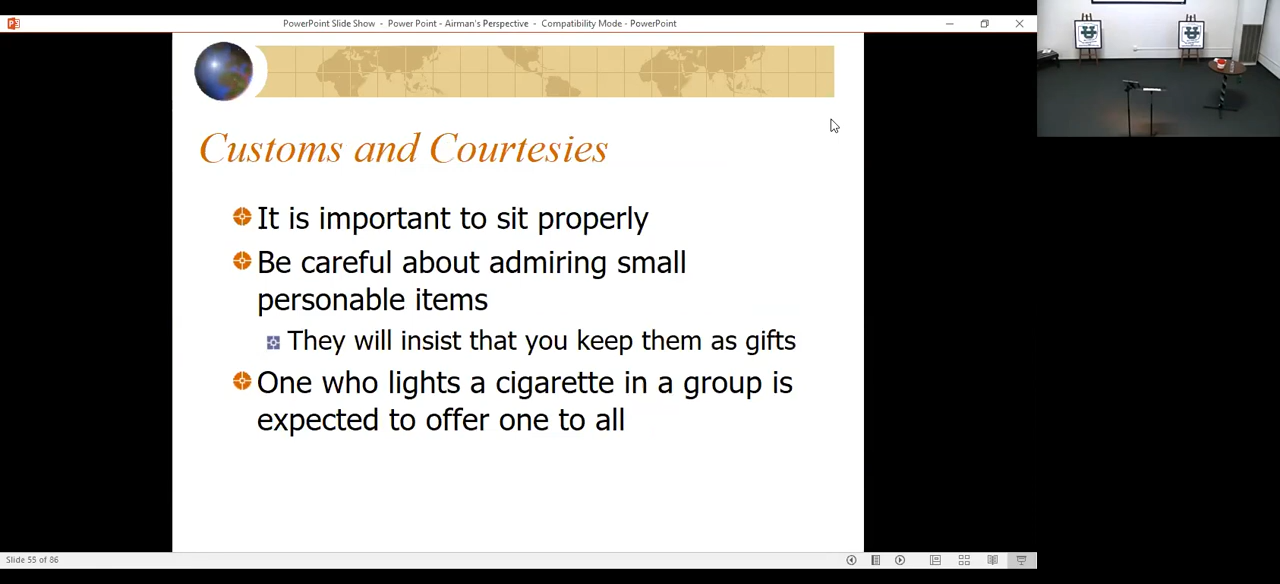 PowerPoint Slide Show - Power Point - Airman's Perspective - Compatibility Mode - PowerPoint
Customs and Courtesies
It is important to sit properly
Be careful about admiring small
personable items
They will insist that you keep them as gifts
One who lights a cigarette in a group is
expected to offer one to all
Slide 55 of 86